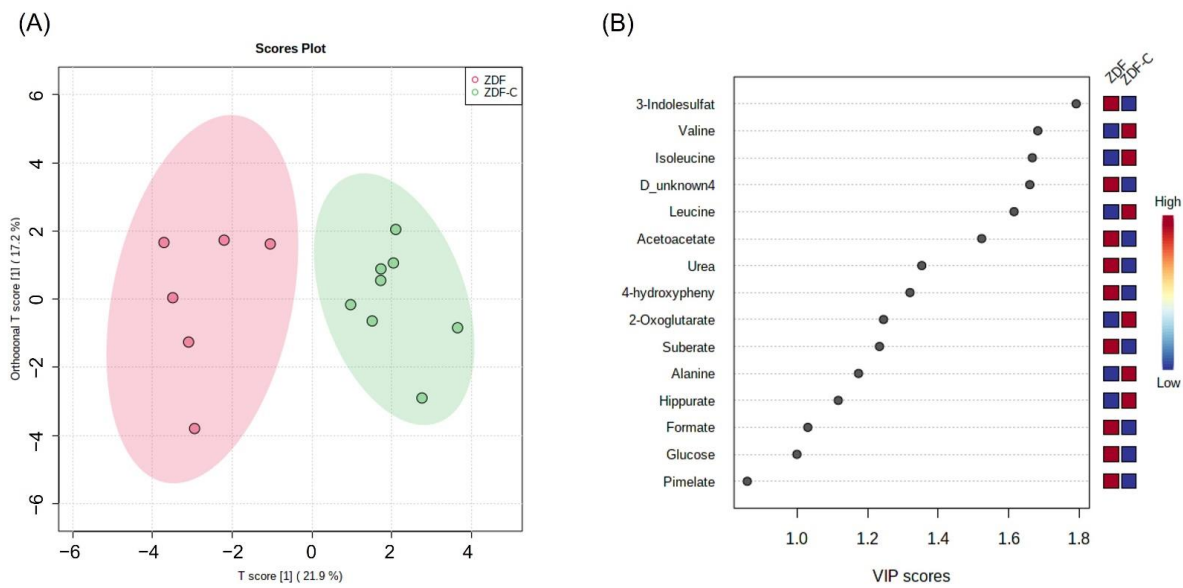 (A)
Scores Plot
ZDF
ZDF-C
6
4
2
0
−2
−4
−6
Orthogonal T score [1] ( 17.2 %)
−6
−4
−2
0
2
4
T score [1] ( 21.9 %)
(B)
ZDF
ZDF-C
3-Indolesulfat
Valine
Isoleucine
D_unknown4
Leucine
Acetoacetate
Urea
4-hydroxypheny
2-Oxoglutarate
Suberate
Alanine
Hippurate
Formate
Glucose
Pimelate
High
Low
1.0
1.2
1.4
1.6
1.8
VIP scores